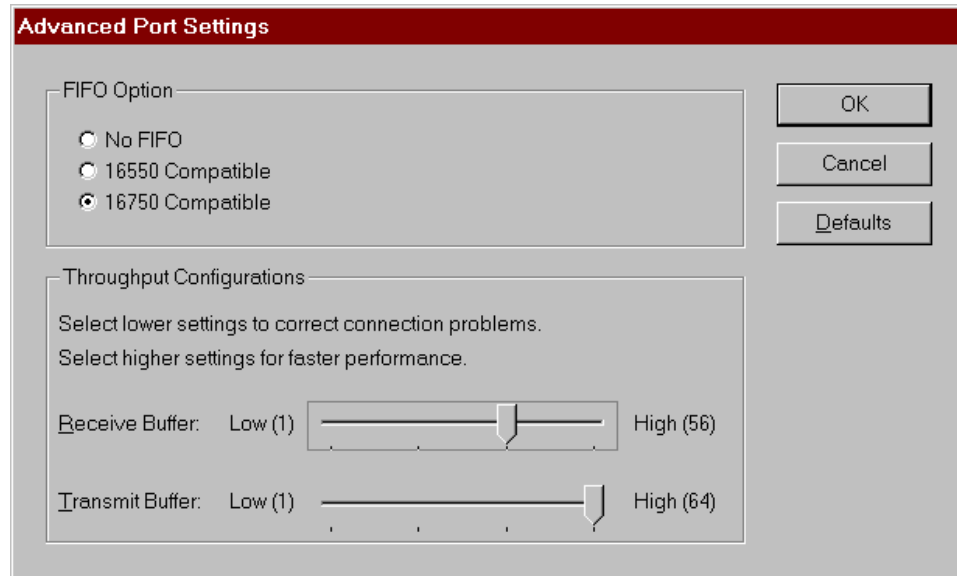 Advanced Port Settings
FIFO Option
No FIFO
16550 Compatible
16750 Compatible
OK
Cancel
Defaults
Throughput Configurations
Select lower settings to correct connection problems.
Select higher settings for faster performance.
Receive Buffer: Low (1) High (56)
Transmit Buffer: Low (1) High (64)